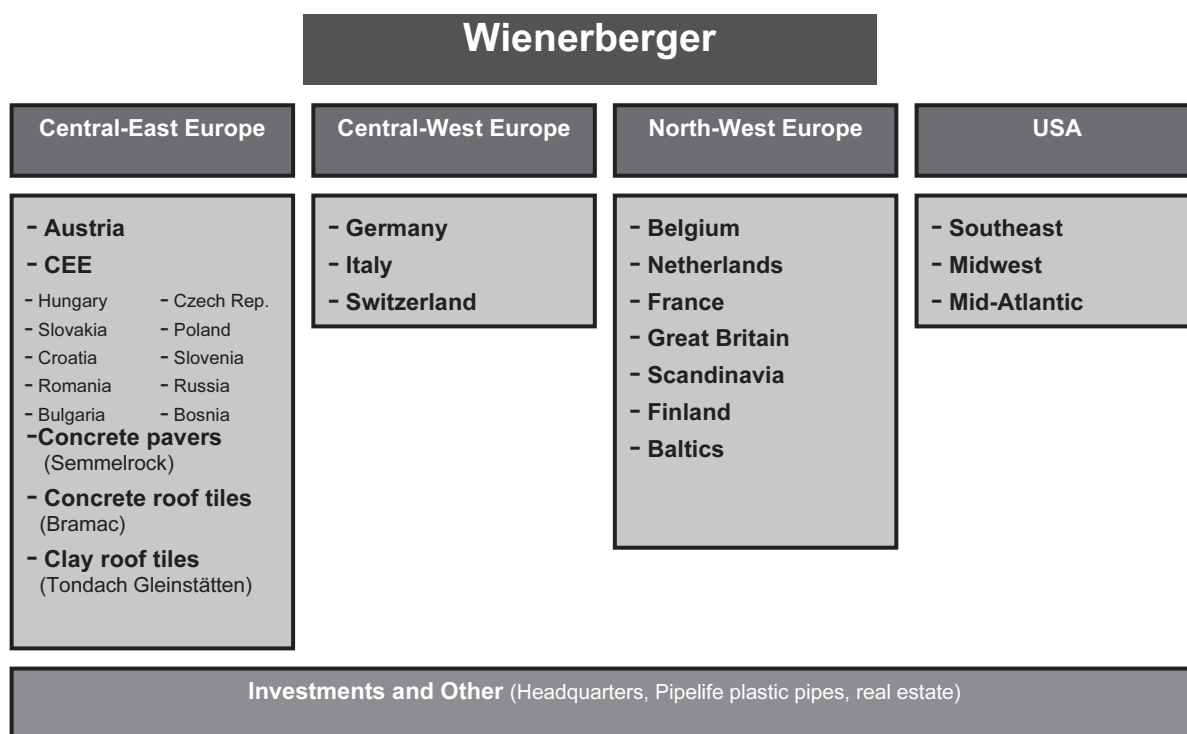 Wienerberger
Central-East Europe
- Austria
- CEE
- Hungary - Czech Rep.
- Slovakia - Poland
- Croatia - Slovenia
- Romania - Russia
- Bulgaria - Bosnia
-Concrete pavers
(Semmelrock)
- Concrete roof tiles
(Bramac)
- Clay roof tiles
(Tondach Gleinstätten)
Central-West Europe
- Germany
- Italy
- Switzerland
North-West Europe
- Belgium
- Netherlands
- France
- Great Britain
- Scandinavia
- Finland
- Baltics
USA
- Southeast
- Midwest
- Mid-Atlantic
Investments and Other (Headquarters, Pipelife plastic pipes, real estate)